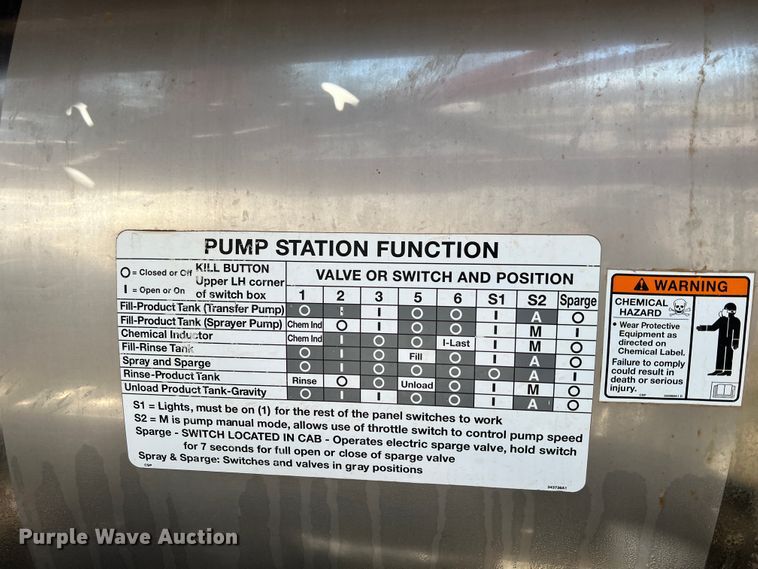 PUMP STATION FUNCTION
O = Closed or Off KILL BUTTON VALVE OR SWITCH AND POSITION
I = Open or On Upper LH corner of switch box
1 2 3 5 6 S1 S2 Sparge
Fill-Product Tank (Transfer Pump) O I I O O I A O
Fill-Product Tank (Sprayer Pump) Chem Ind O I O O I M I
Chemical Inductor Chem Ind I O O I-Last I M O
Fill-Rinse Tank O I O Fill O I A O
Spray and Sparge O I O O O O A I
Rinse-Product Tank Rinse O I Unload O I M O
Unload Product Tank-Gravity O I I O O I A O
S1 = Lights, must be on (1) for the rest of the panel switches to work
S2 = M is pump manual mode, allows use of throttle switch to control pump speed
Sparge - SWITCH LOCATED IN CAB - Operates electric sparge valve, hold switch
for 7 seconds for full open or close of sparge valve
Spray & Sparge: Switches and valves in gray positions
CSP
WARNING
CHEMICAL
HAZARD
• Wear Protective
Equipment as
directed on
Chemical Label.
Failure to comply
could result in
death or serious
injury.
CSP
Purple Wave Auction